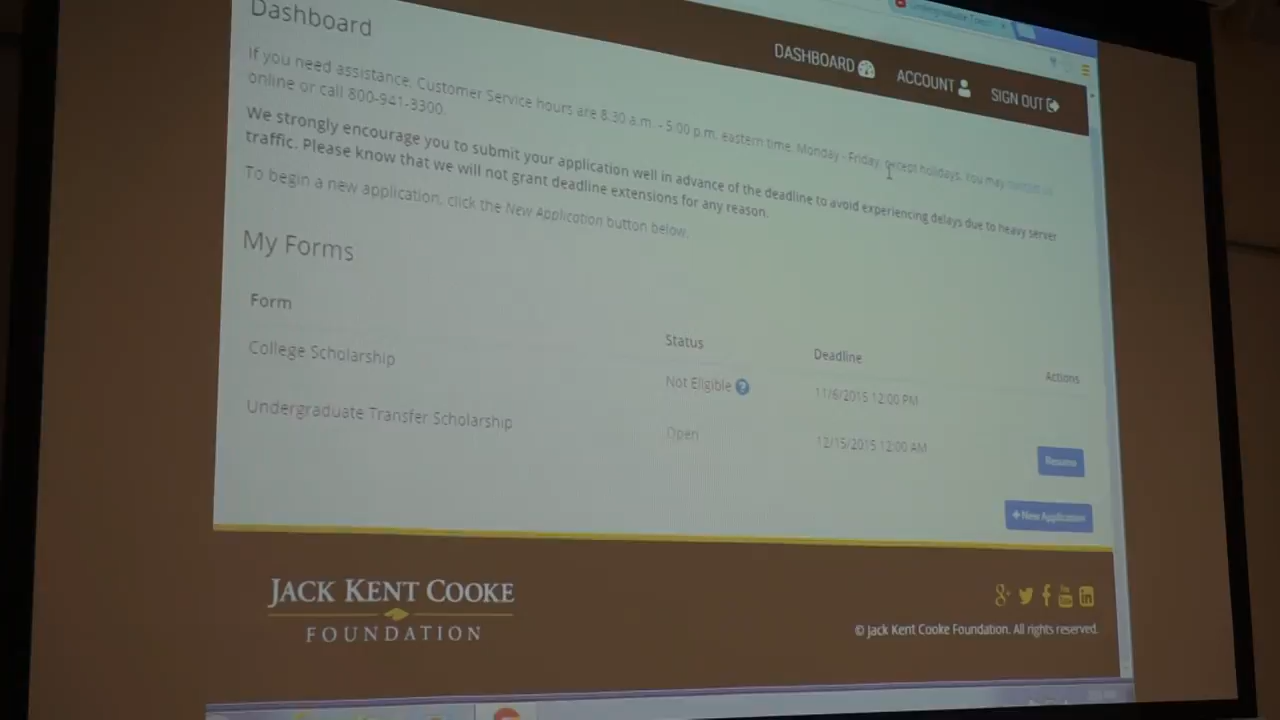 DASHBOARD
ACCOUNT
SIGN OUT
Dashboard
If you need assistance, Customer Service hours are 8:30 a.m. - 5:00 p.m. eastern time, Monday - Friday, except holidays. You may
online or call 800-941-3300.
We strongly encourage you to submit your application well in advance of the deadline to avoid experiencing delays due to heavy server
traffic. Please know that we will not grant deadline extensions for any reason.
To begin a new application, click the New Application button below.
My Forms
Form Status Deadline Actions
College Scholarship Not Eligible ? 11/6/2015 12:00 PM
Undergraduate Transfer Scholarship Open 12/15/2015 12:00 AM Resume
+ New Application
JACK KENT COOKE
FOUNDATION
© Jack Kent Cooke Foundation. All rights reserved.